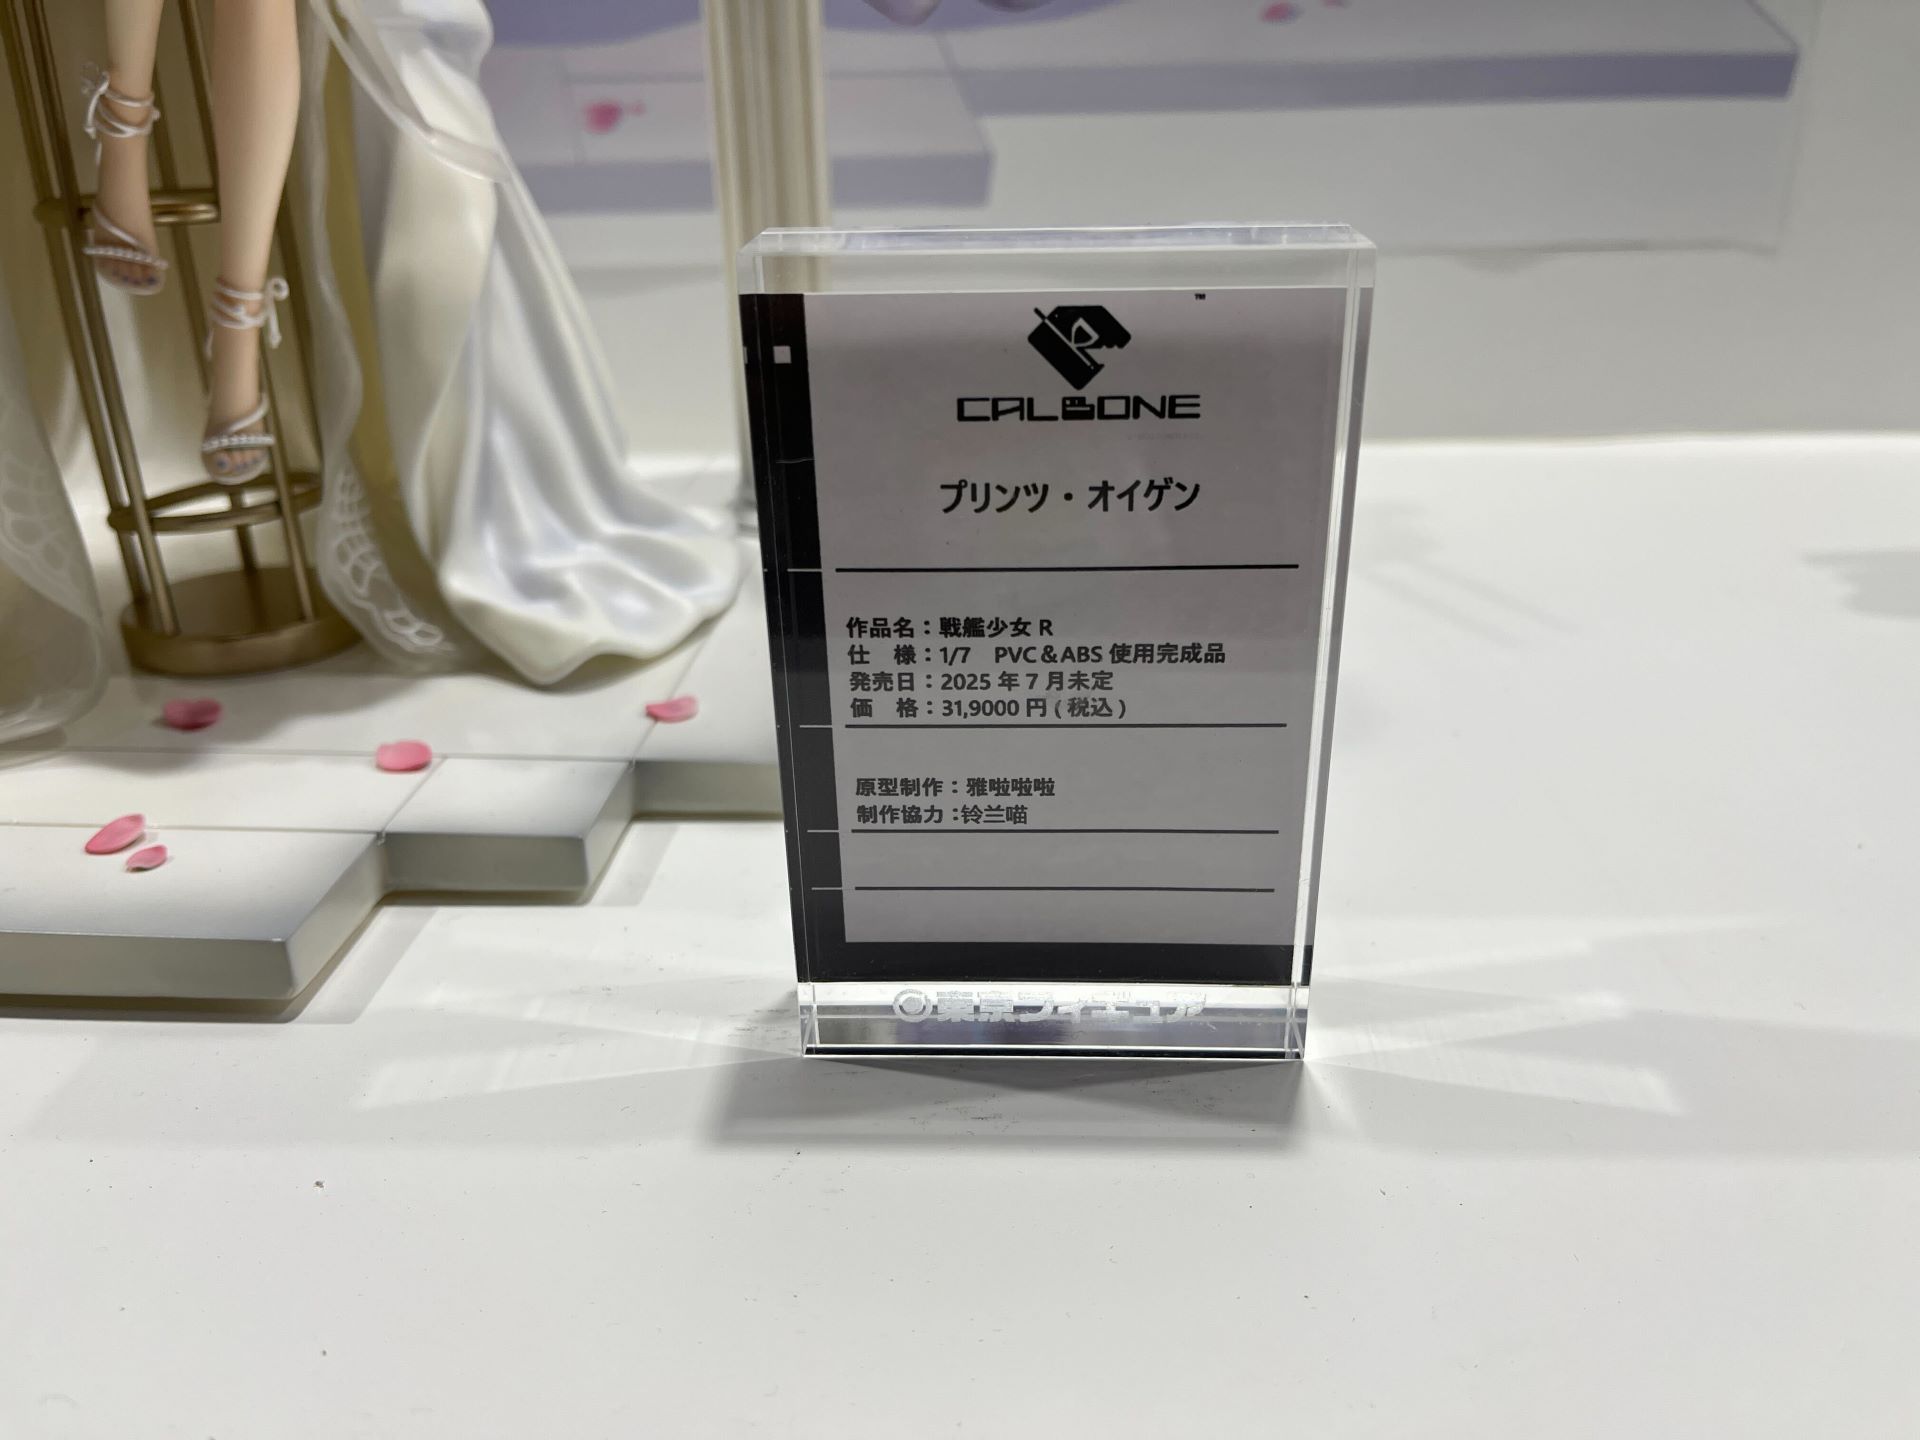 TM
CALBONE
プリンツ・オイゲン
作品名：戦艦少女 R
仕　様：1/7　PVC＆ABS 使用完成品
発売日：2025 年 7 月未定
価　格：31,9000 円 ( 税込 )
原型制作：雅啦啦啦
制作協力：铃兰喵
東京フィギュア